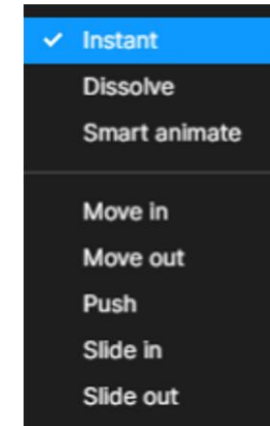 Instant
Dissolve
Smart animate
Move in
Move out
Push
Slide in
Slide out